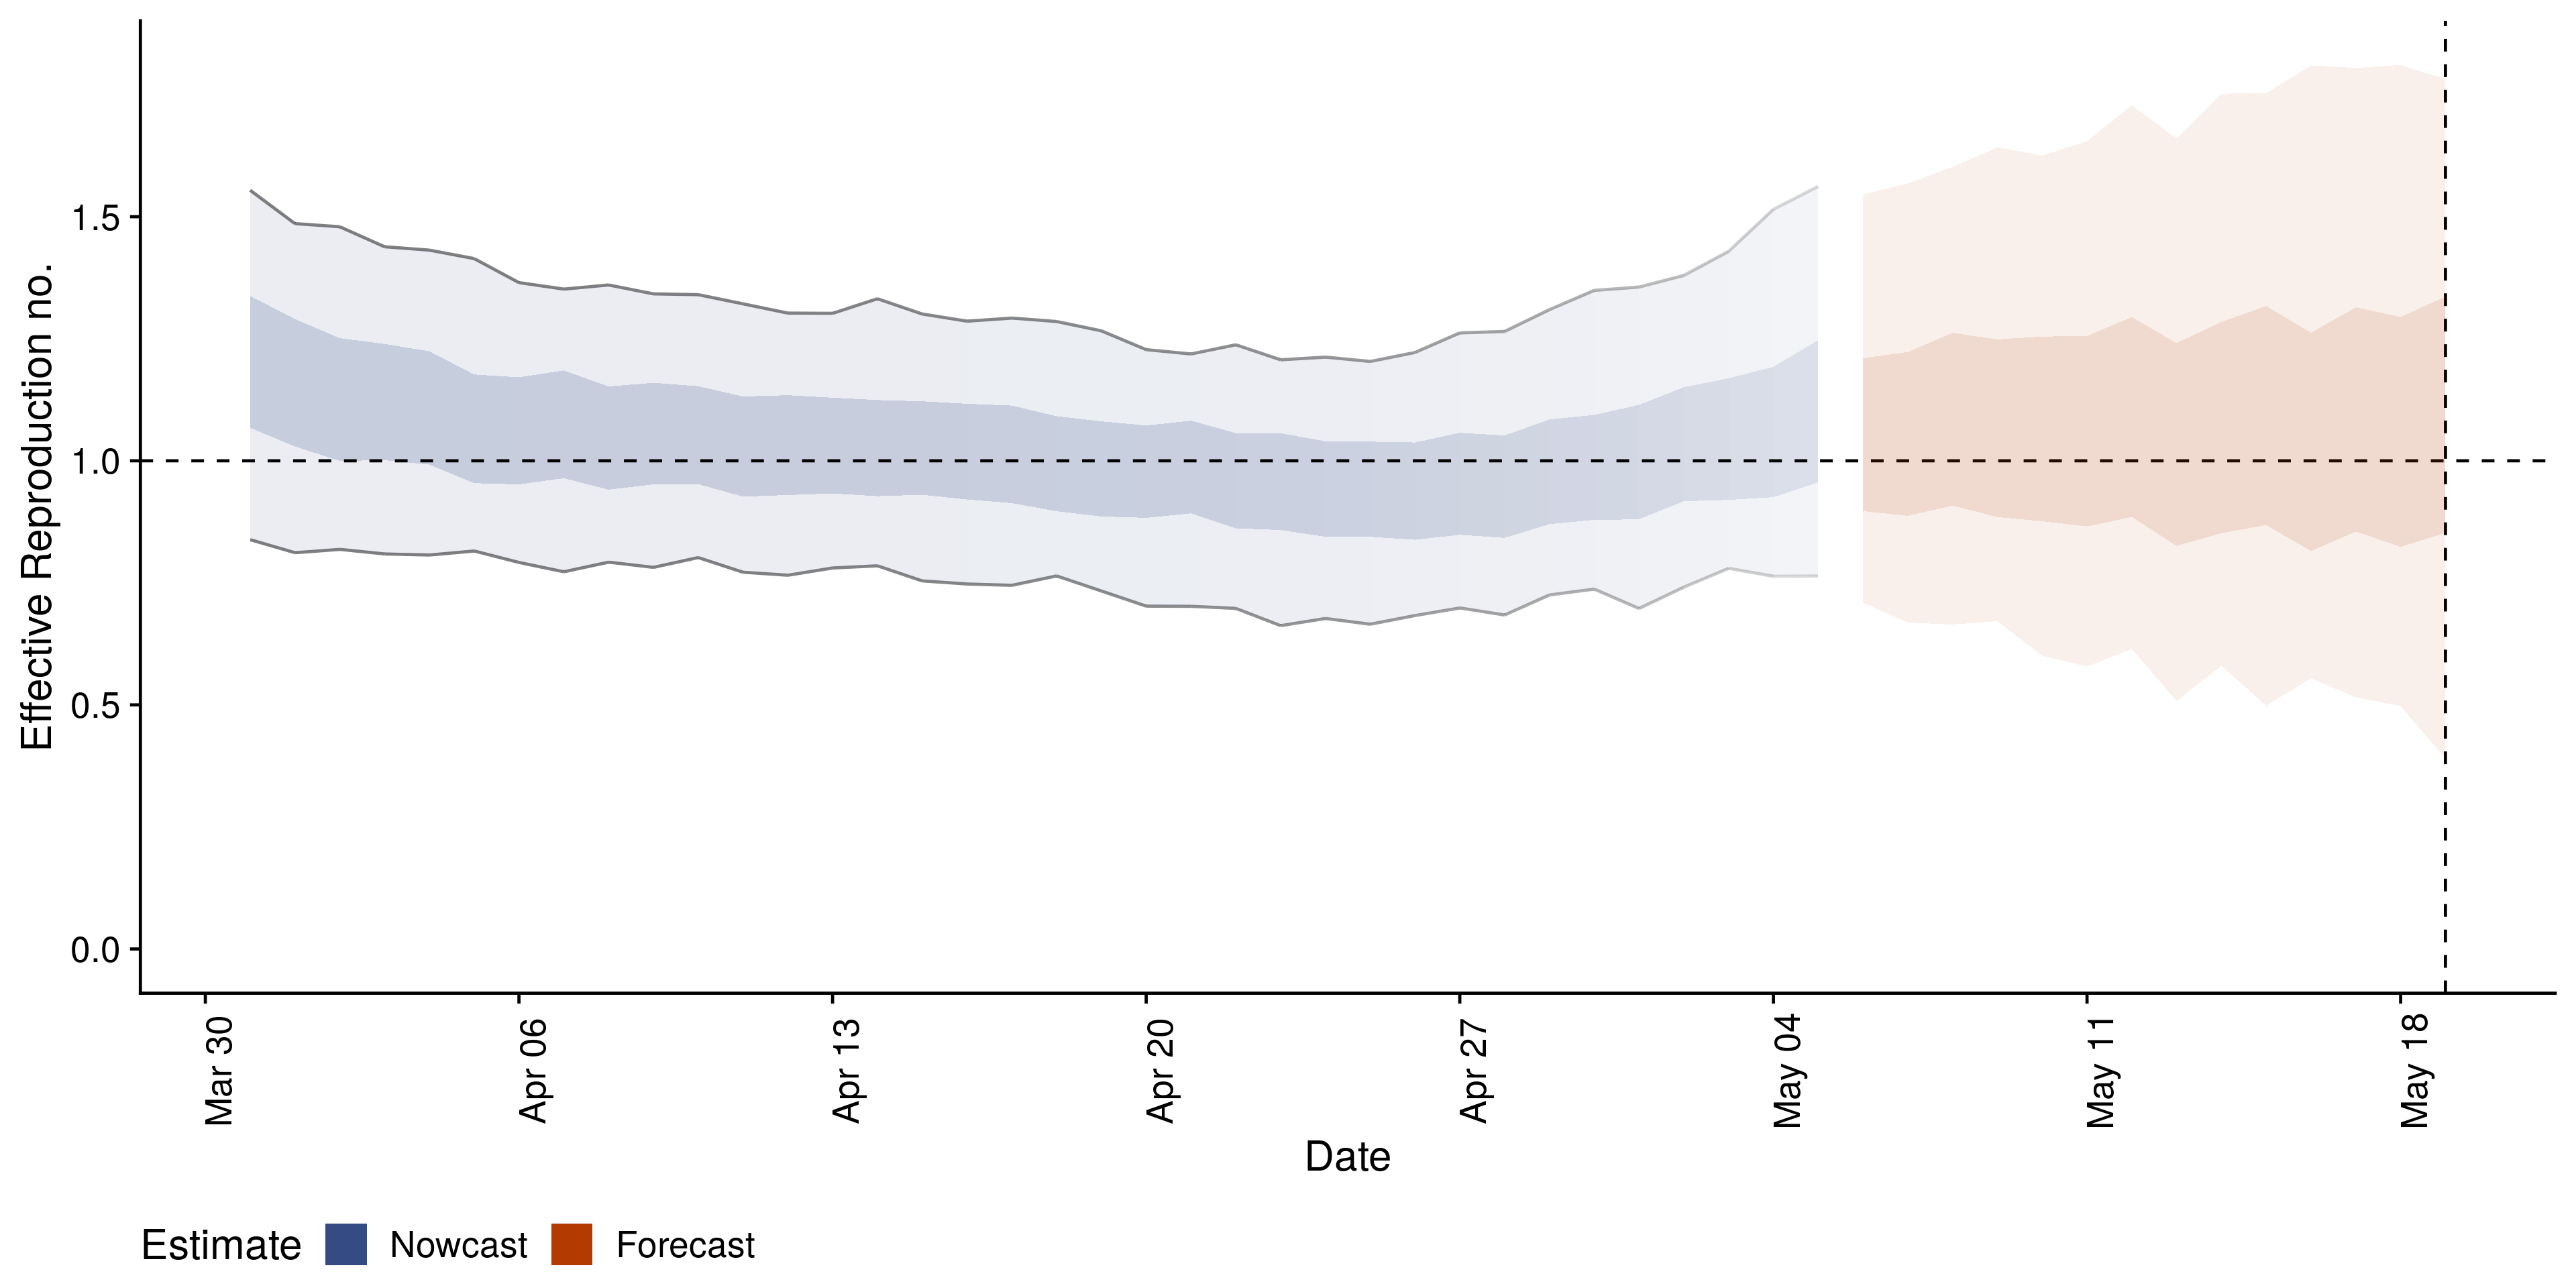 Effective Reproduction no.
1.5
1.0
0.5
0.0
Mar 30
Apr 06
Apr 13
Apr 20
Apr 27
May 04
May 11
May 18
Date
Estimate Nowcast Forecast